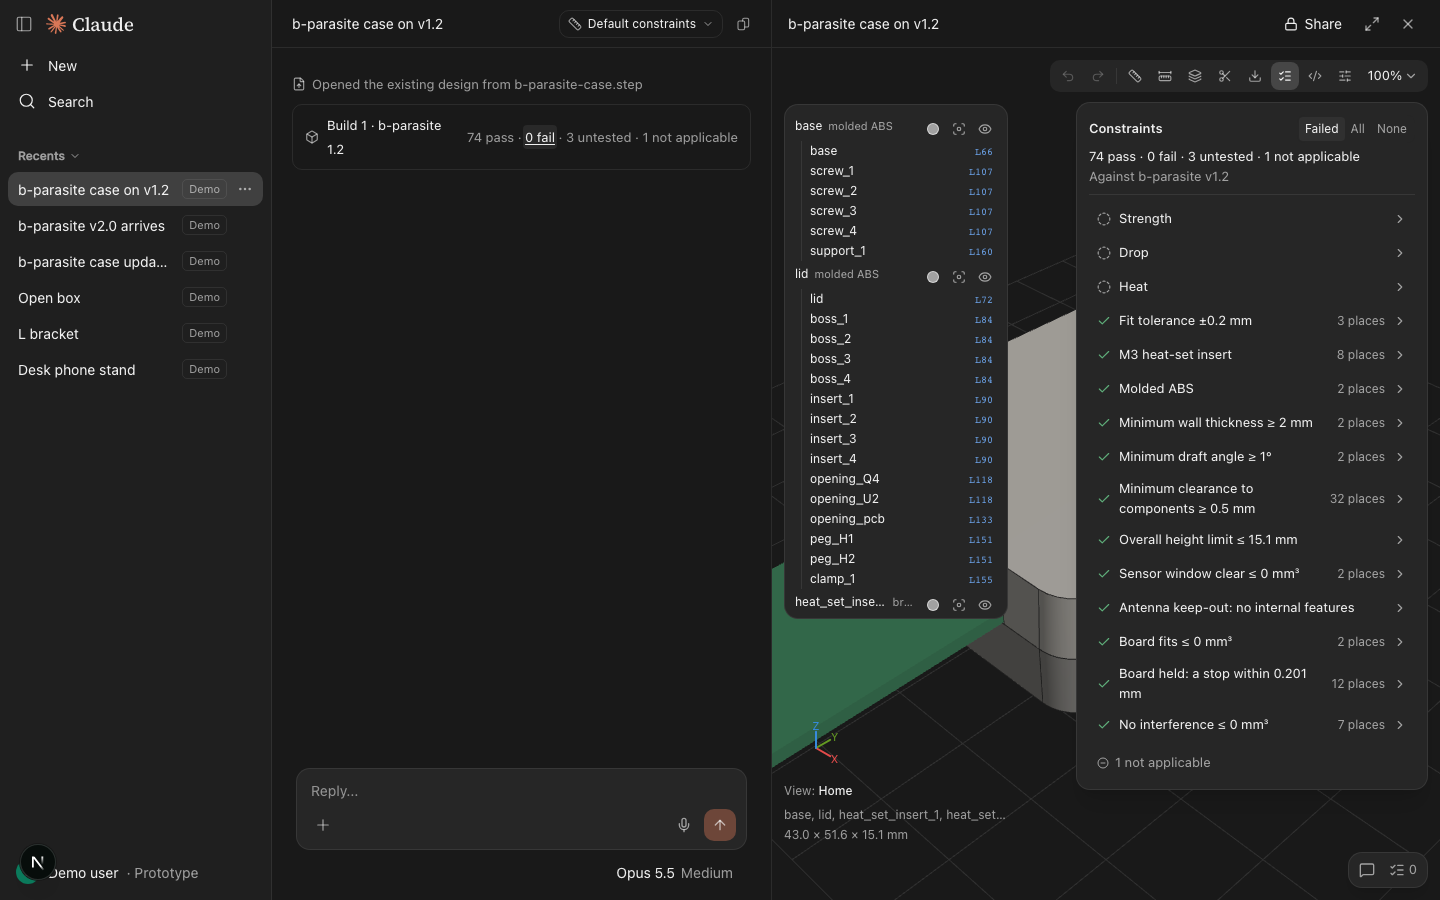 Claude
New
Search
Recents
b-parasite case on v1.2 Demo
b-parasite v2.0 arrives Demo
b-parasite case upda... Demo
Open box Demo
L bracket Demo
Desk phone stand Demo
N
Demo user · Prototype
b-parasite case on v1.2
Default constraints
Opened the existing design from b-parasite-case.step
Build 1 · b-parasite
1.2
74 pass · 0 fail · 3 untested · 1 not applicable
Reply...
Opus 5.5 Medium
b-parasite case on v1.2
Share
100%
base molded ABS
base L66
screw_1 L107
screw_2 L107
screw_3 L107
screw_4 L107
support_1 L160
lid molded ABS
lid L72
boss_1 L84
boss_2 L84
boss_3 L84
boss_4 L84
insert_1 L90
insert_2 L90
insert_3 L90
insert_4 L90
opening_Q4 L118
opening_U2 L118
opening_pcb L133
peg_H1 L151
peg_H2 L151
clamp_1 L155
heat_set_inse... br...
Z
Y
X
View: Home
base, lid, heat_set_insert_1, heat_set...
43.0 × 51.6 × 15.1 mm
Constraints
Failed All None
74 pass · 0 fail · 3 untested · 1 not applicable
Against b-parasite v1.2
Strength
Drop
Heat
Fit tolerance ±0.2 mm 3 places
M3 heat-set insert 8 places
Molded ABS 2 places
Minimum wall thickness ≥ 2 mm 2 places
Minimum draft angle ≥ 1° 2 places
Minimum clearance to
components ≥ 0.5 mm 32 places
Overall height limit ≤ 15.1 mm
Sensor window clear ≤ 0 mm³ 2 places
Antenna keep-out: no internal features
Board fits ≤ 0 mm³ 2 places
Board held: a stop within 0.201
mm 12 places
No interference ≤ 0 mm³ 7 places
1 not applicable
0